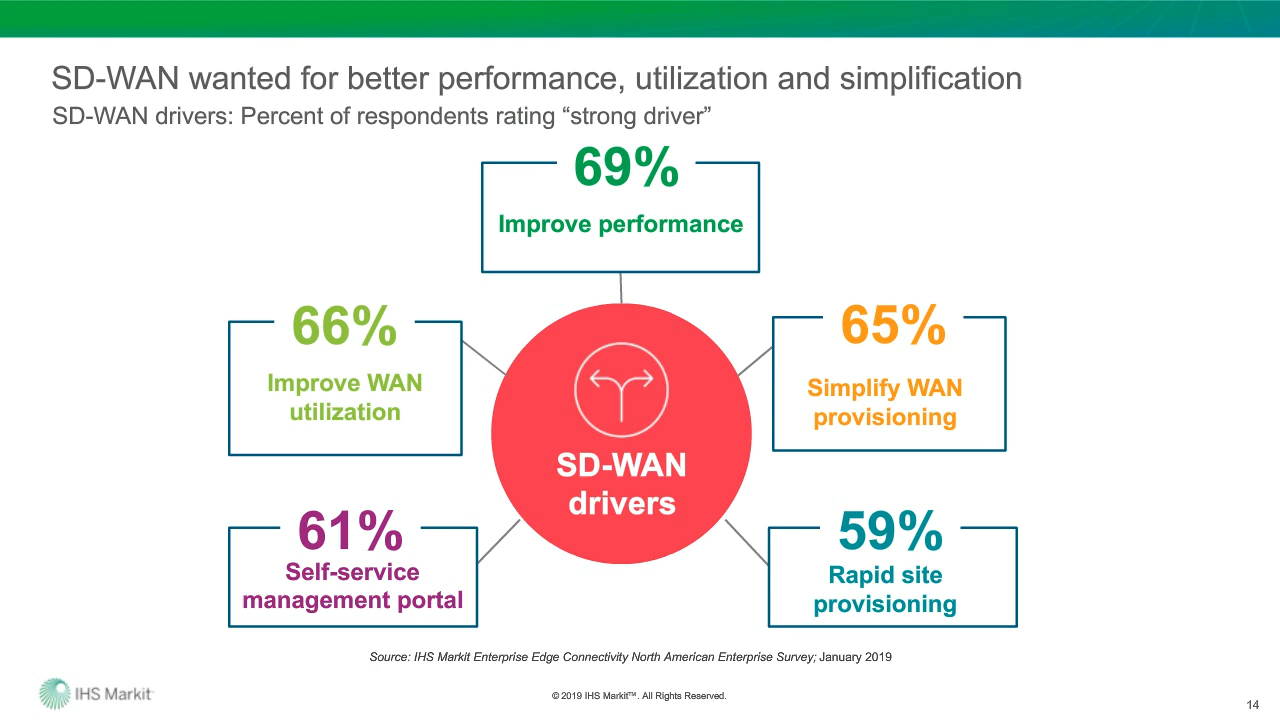 SD-WAN wanted for better performance, utilization and simplification
SD-WAN drivers: Percent of respondents rating “strong driver”
69%
Improve performance
66%
Improve WAN
utilization
65%
Simplify WAN
provisioning
SD-WAN
drivers
61%
Self-service
management portal
59%
Rapid site
provisioning
Source: IHS Markit Enterprise Edge Connectivity North American Enterprise Survey; January 2019
IHS Markit
© 2019 IHS Markit™. All Rights Reserved.
14